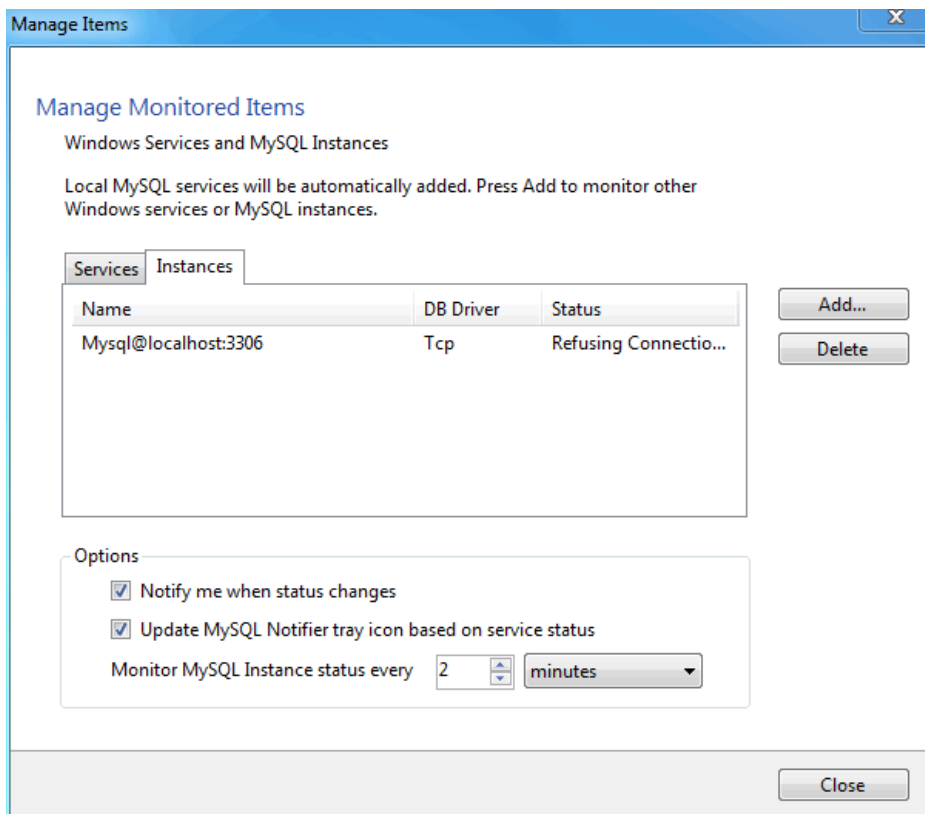 Manage Items
Manage Monitored Items
Windows Services and MySQL Instances
Local MySQL services will be automatically added. Press Add to monitor other
Windows services or MySQL instances.
Services Instances
Name DB Driver Status
Mysql@localhost:3306 Tcp Refusing Connectio...
Add...
Delete
Options
Notify me when status changes
Update MySQL Notifier tray icon based on service status
Monitor MySQL Instance status every 2 minutes
Close